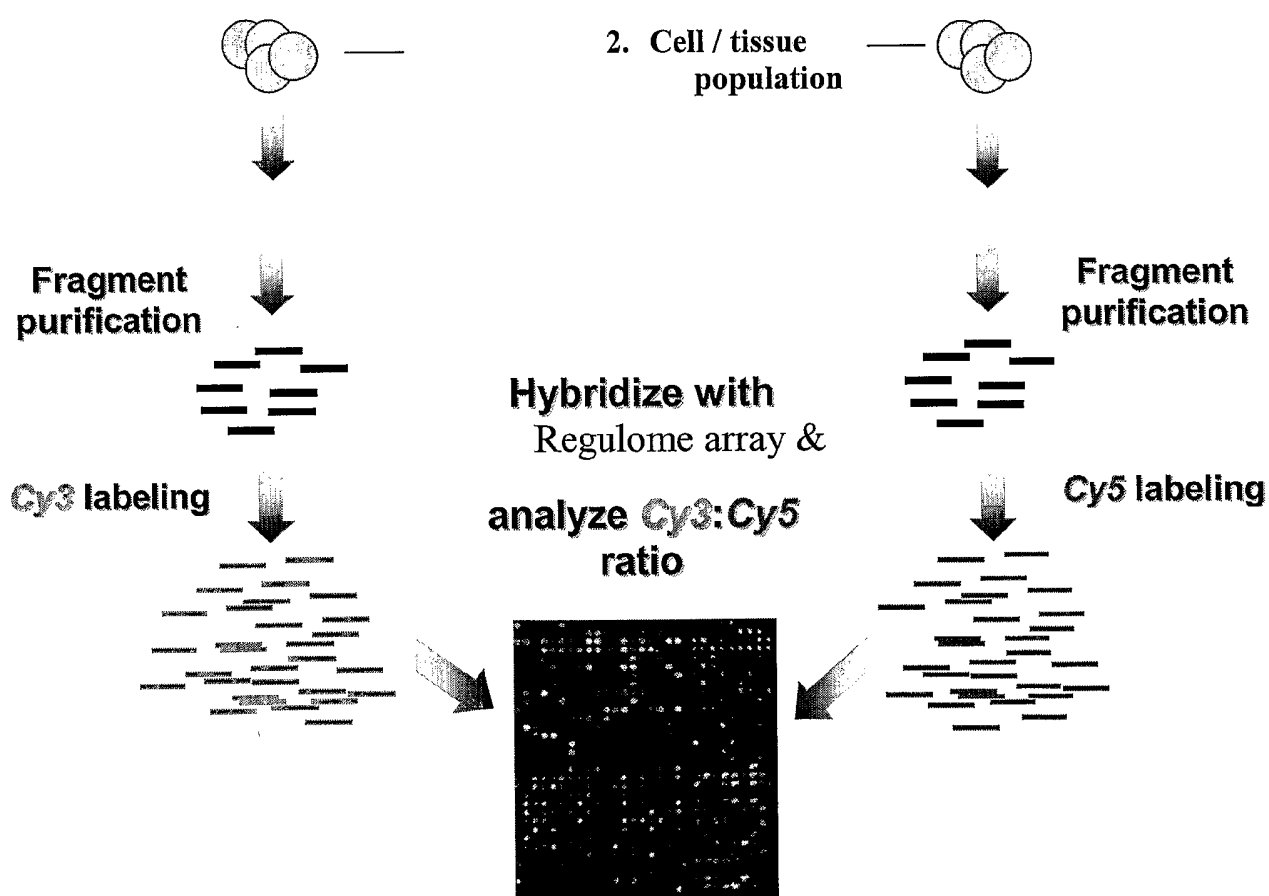 2. Cell / tissue
population
Fragment
purification
Fragment
purification
Hybridize with
Regulome array &
Cy3 labeling
Cy5 labeling
analyze Cy3:Cy5
ratio